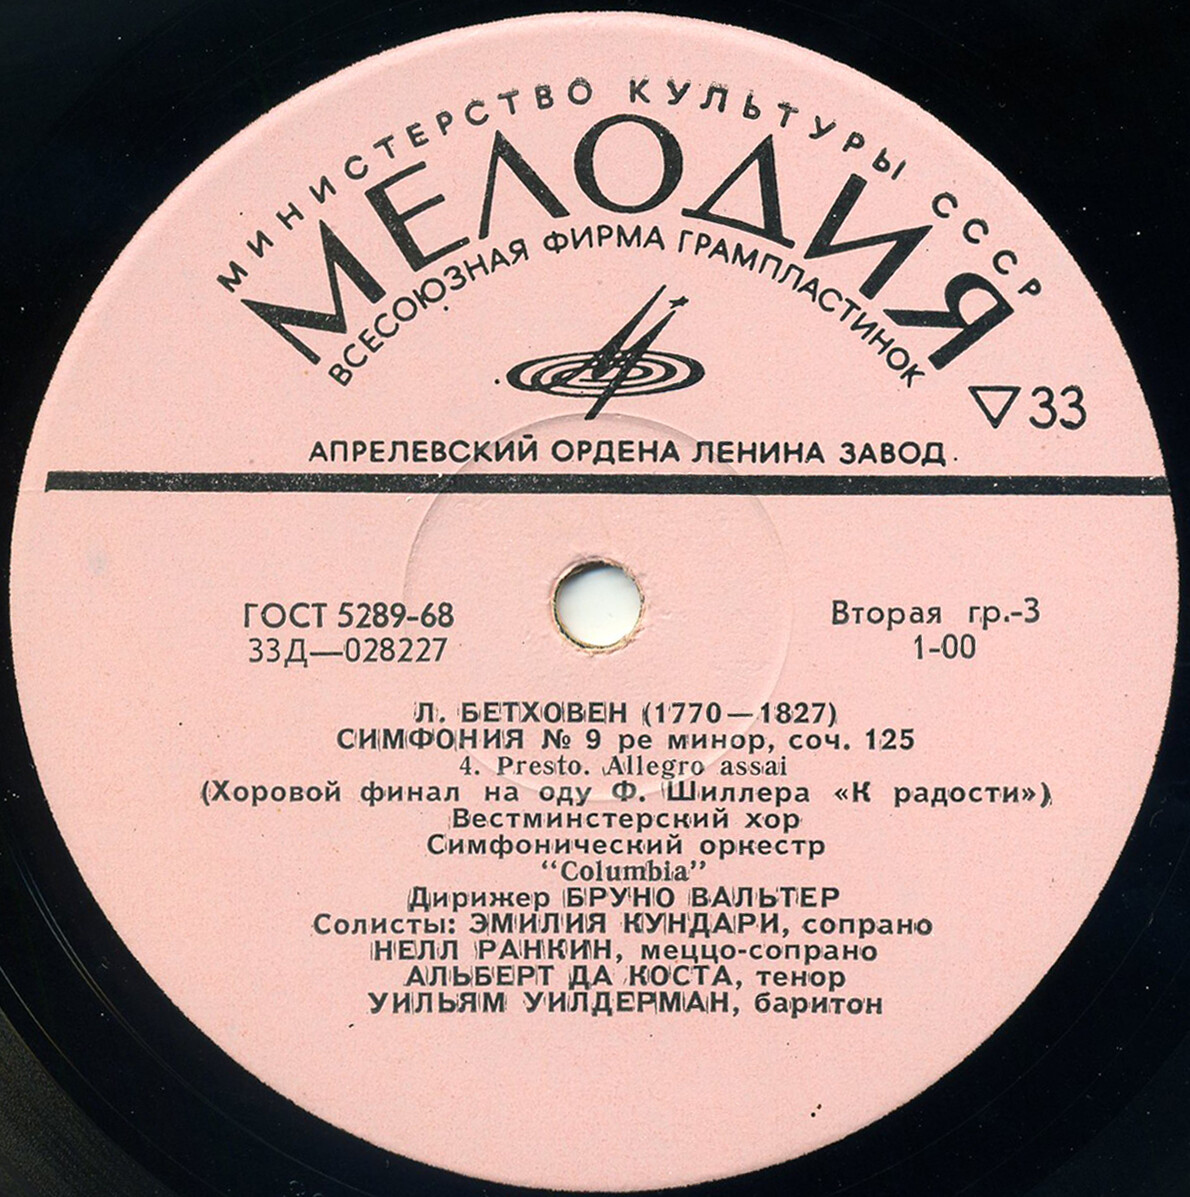 МИНИСТЕРСТВО КУЛЬТУРЫ СССР
МЕЛОДИЯ
ВСЕСОЮЗНАЯ ФИРМА ГРАМПЛАСТИНОК
33
АПРЕЛЕВСКИЙ ОРДЕНА ЛЕНИНА ЗАВОД
ГОСТ 5289-68
33Д—028227
Вторая гр.-3
1-00
Л. БЕТХОВЕН (1770—1827)
СИМФОНИЯ № 9 ре минор, соч. 125
4. Presto. Allegro assai
(Хоровой финал на оду Ф. Шиллера «К радости»)
Вестминстерский хор
Симфонический оркестр
“Columbia”
Дирижер БРУНО ВАЛЬТЕР
Солисты: ЭМИЛИЯ КУНДАРИ, сопрано
НЕЛЛ РАНКИН, меццо-сопрано
АЛЬБЕРТ ДА КОСТА, тенор
УИЛЬЯМ УИЛДЕРМАН, баритон